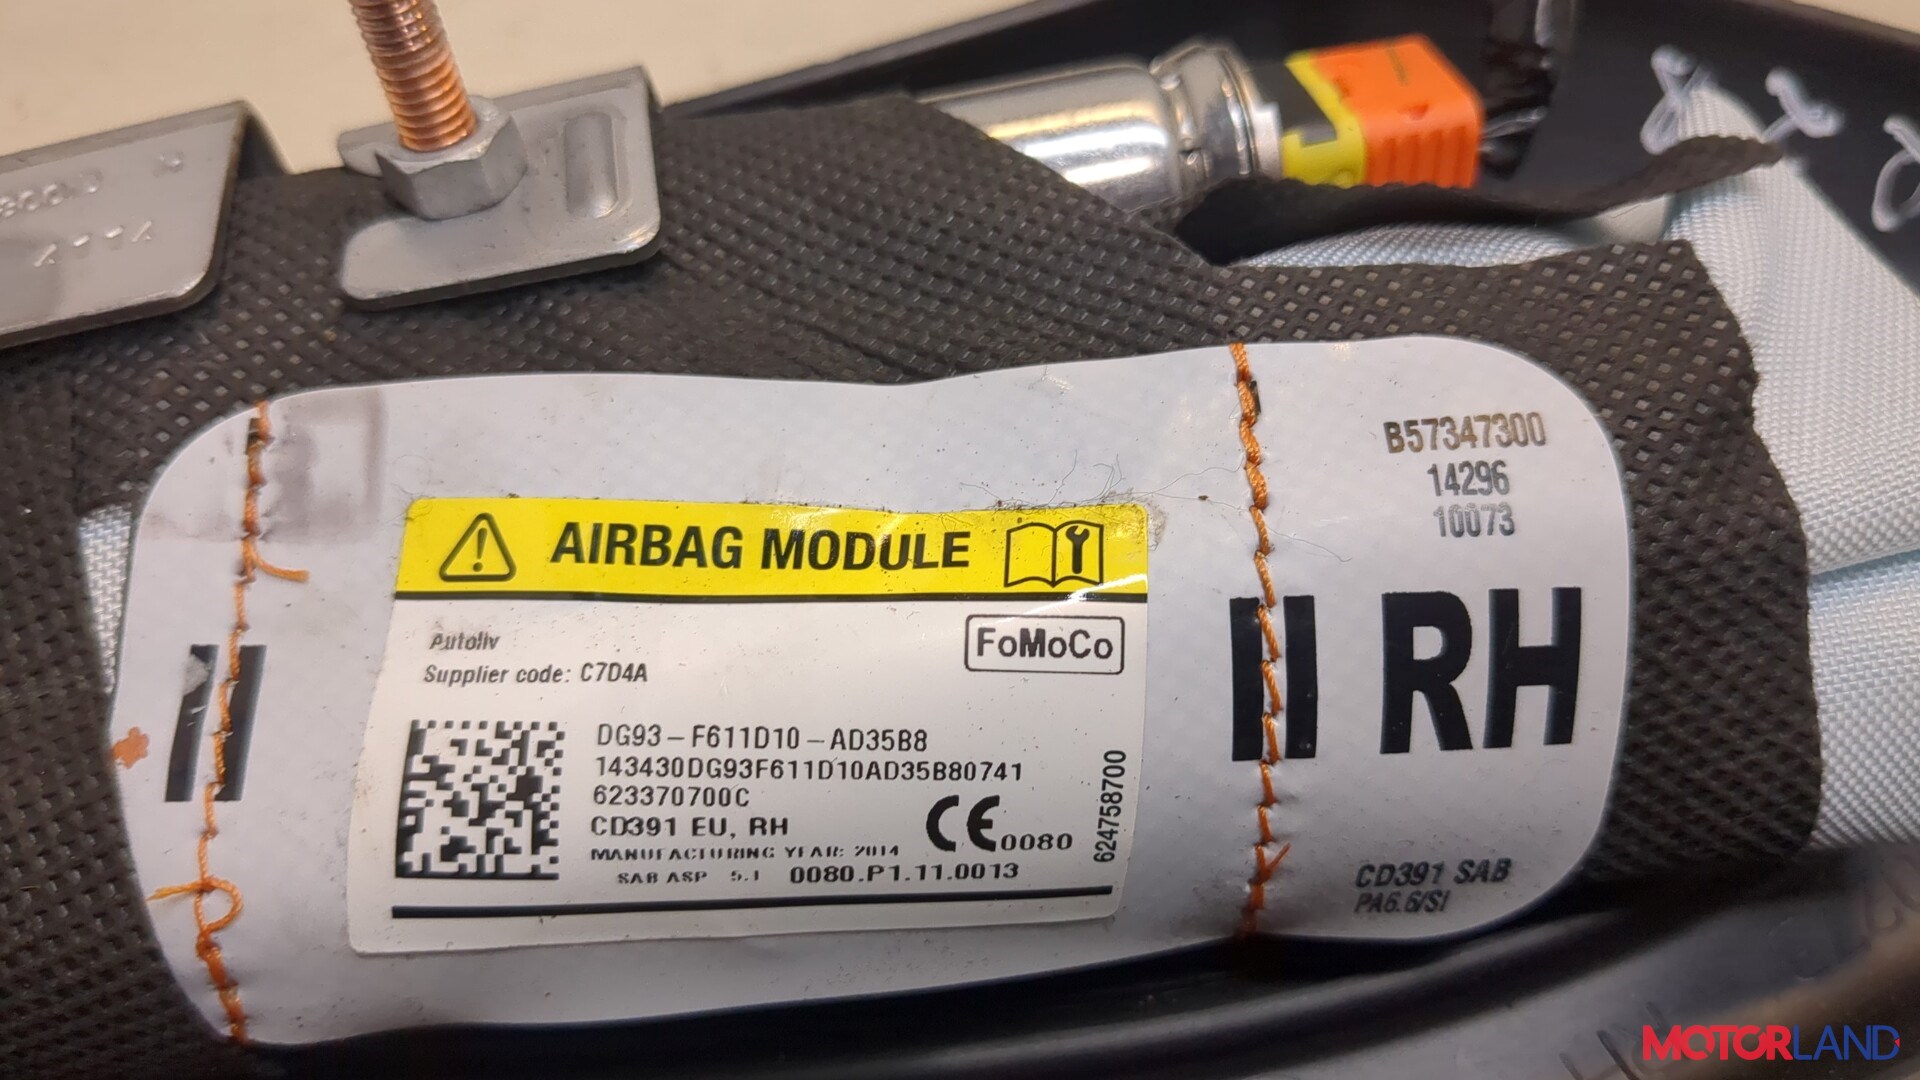 B57347300
14296
10073
AIRBAG MODULE
Autoliv
FoMoCo
Supplier code: C7D4A
II
II RH
DG93-F611D10-AD35B8
143430DG93F611D10AD35B80741
623370700C
CD391 EU, RH
CE 0080
MANUFACTURING YEAR: 2014
SAB ASP 5.1 0080.P1.11.0013
624758700
CD391 SAB
PA6.6/SI
MOTORLAND